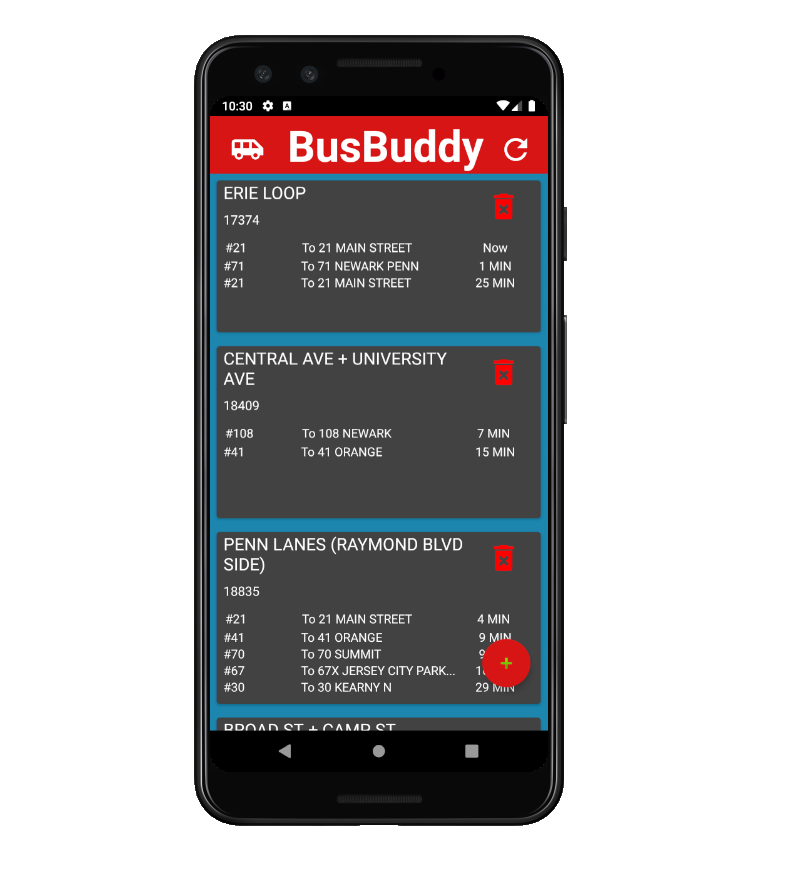 10:30
BusBuddy
ERIE LOOP
17374
#21 To 21 MAIN STREET Now
#71 To 71 NEWARK PENN 1 MIN
#21 To 21 MAIN STREET 25 MIN
CENTRAL AVE + UNIVERSITY
AVE
18409
#108 To 108 NEWARK 7 MIN
#41 To 41 ORANGE 15 MIN
PENN LANES (RAYMOND BLVD
SIDE)
18835
#21 To 21 MAIN STREET 4 MIN
#41 To 41 ORANGE 9 MIN
#70 To 70 SUMMIT
#67 To 67X JERSEY CITY PARK...
#30 To 30 KEARNY N 29 MIN
+
BROAD ST + CAMP ST